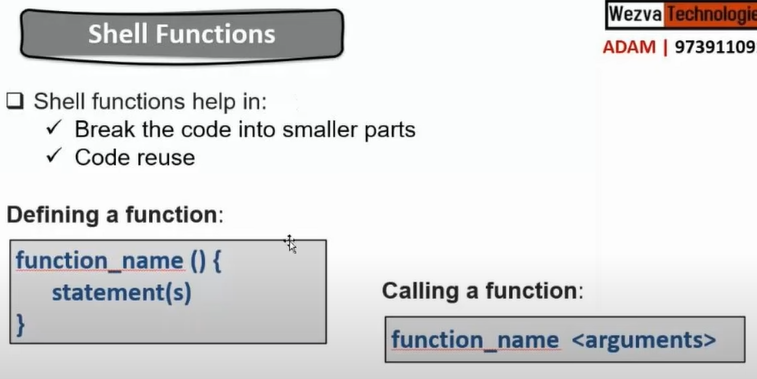 Shell Functions
Wezva Technologie
ADAM | 97391109
Shell functions help in:
Break the code into smaller parts
Code reuse
Defining a function:
function_name () {
statement(s)
}
Calling a function:
function_name <arguments>